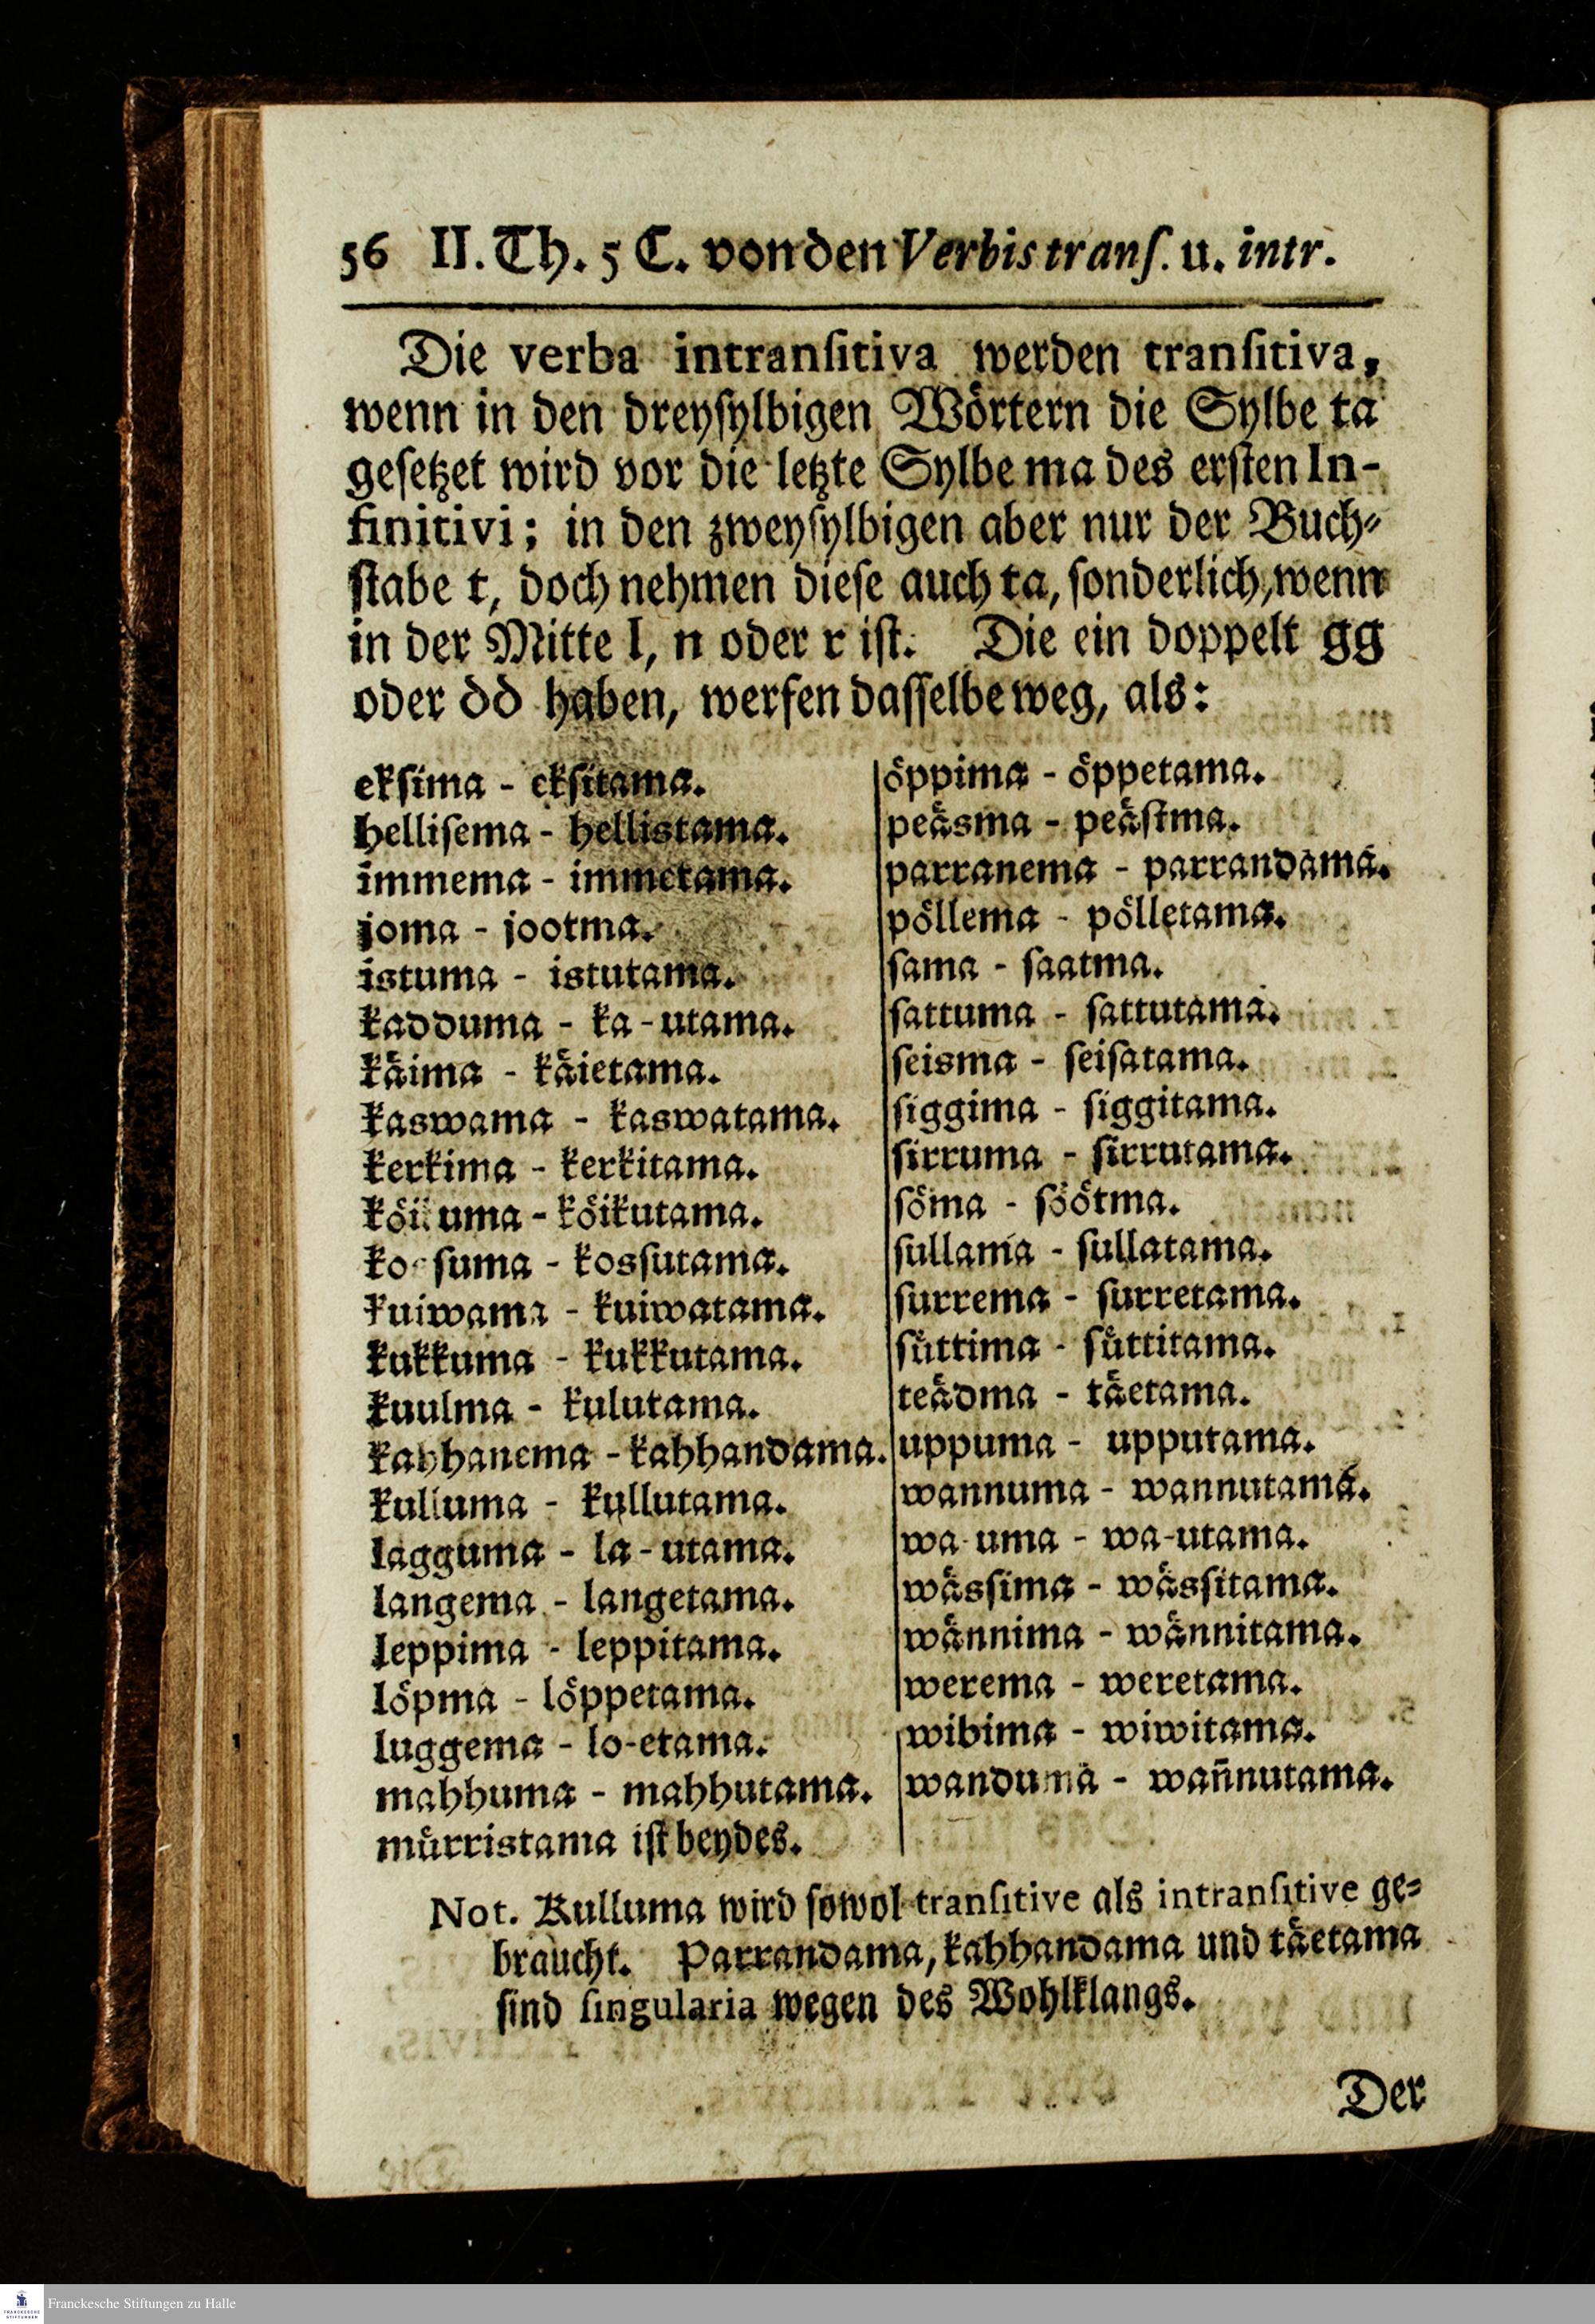 56 II. Th. 5 C. von den Verbis tranſ. u. intr.
Die verba intranſitiva werden tranſitiva,
wenn in den dreyſylbigen Wörtern die Sylbe ta
geſetzet wird vor die letzte Sylbe ma des erſten In-
finitivi; in den zweyſylbigen aber nur der Buch-
ſtabe t, doch nehmen dieſe auch ta, ſonderlich, wenn
in der Mitte l, n oder r iſt. Die ein doppelt gg
oder dd haben, werfen daſſelbe weg, als:
ekſima - ekſitama.
helliſema - hellistama.
immema - immetama.
joma - jootma.
istuma - istutama.
kadduma - ka-utama.
käima - käietama.
kaswama - kaswatama.
kerkima - kerkitama.
köikuma - köikutama.
kosſuma - kosſutama.
kuiwama - kuiwatama.
kukkuma - kukkutama.
kuulma - kulutama.
kahhanema - kahhandama.
kulluma - kullutama.
lagguma - la-utama.
langema - langetama.
leppima - leppitama.
löpma - löppetama.
luggema - lo-etama.
mahhuma - mahhutama.
mürristama iſt beydes.
öppima - öppetama.
peäsma - peäſtma.
parranema - parrandama.
pöllema - pölletama.
ſama - ſaatma.
ſattuma - ſattutama.
ſeisma - ſeiſatama.
ſiggima - ſiggitama.
ſirruma - ſirrutama.
ſöma - ſöötma.
ſullama - ſullatama.
ſurrema - ſurretama.
ſüttima - ſüttitama.
teädma - täetama.
uppuma - upputama.
wannuma - wannutama.
wa-uma - wa-utama.
wäsſima - wäsſitama.
wännima - wännitama.
werema - weretama.
wibima - wiwitama.
wanduma - wañnutama.
Not. Kulluma wird ſowol tranſitive als intranſitive ge-
braucht. Parrandama, kahhandama und täetama
ſind ſingularia wegen des Wohlklangs.
Der
FRANCKESCHE
STIFTUNGEN
Franckesche Stiftungen zu Halle